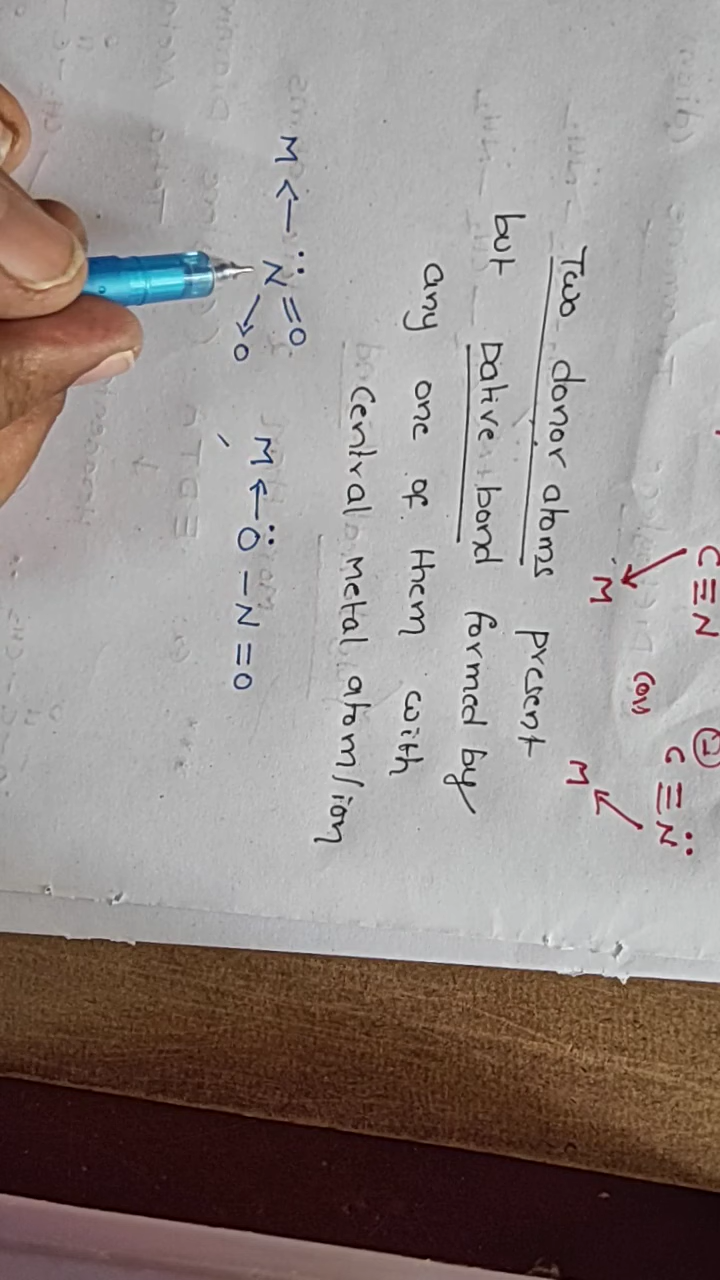 C≡N
M
(or)
(-)
C≡N:
M
Two donor atoms present
but Dative bond formed by
any one of them with
Central metal atom/ion
M ← N̈ = O
↘ O
M ← Ö - N = O